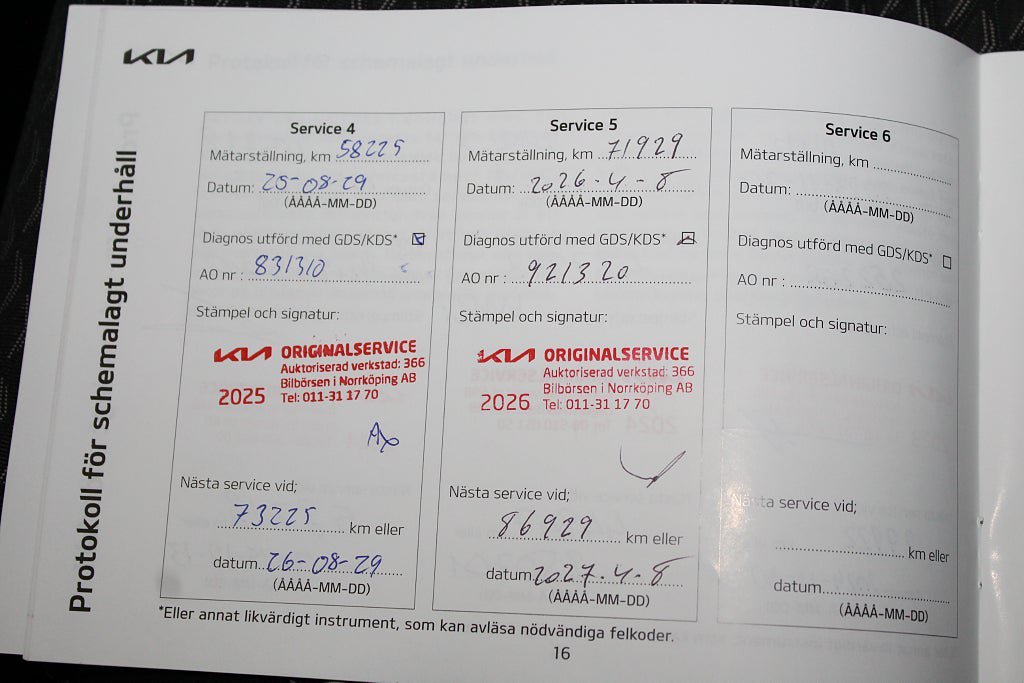 KIA
Protokoll för schemalagt underhåll
Service 4
Mätarställning, km 58225
Datum: 25-08-29
(ÅÅÅÅ-MM-DD)
Diagnos utförd med GDS/KDS*
AO nr : 831310
Stämpel och signatur:
KIA ORIGINALSERVICE
Auktoriserad verkstad: 366
Bilbörsen i Norrköping AB
2025 Tel: 011-31 17 70
Nästa service vid;
73225 km eller
datum 26-08-29
(ÅÅÅÅ-MM-DD)
Service 5
Mätarställning, km 71929
Datum: 2026-4-8
(ÅÅÅÅ-MM-DD)
Diagnos utförd med GDS/KDS*
AO nr : 921320
Stämpel och signatur:
KIA ORIGINALSERVICE
Auktoriserad verkstad: 366
Bilbörsen i Norrköping AB
2026 Tel: 011-31 17 70
Nästa service vid;
86929 km eller
datum 2027-4-8
(ÅÅÅÅ-MM-DD)
Service 6
Mätarställning, km
Datum:
(ÅÅÅÅ-MM-DD)
Diagnos utförd med GDS/KDS*
AO nr :
Stämpel och signatur:
Nästa service vid;
km eller
datum
(ÅÅÅÅ-MM-DD)
*Eller annat likvärdigt instrument, som kan avläsa nödvändiga felkoder.
16